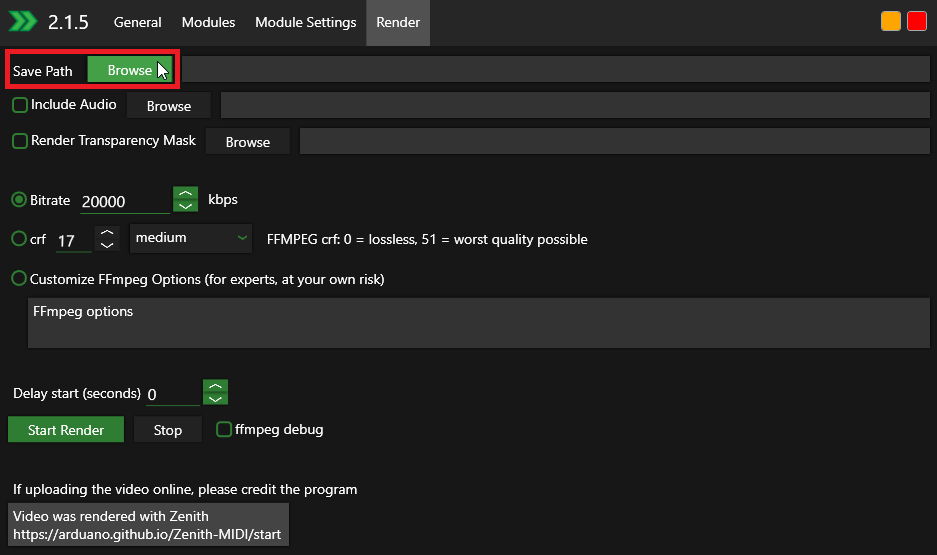 2.1.5 General Modules Module Settings Render
Save Path Browse
Include Audio Browse
Render Transparency Mask Browse
Bitrate 20000 kbps
crf 17 medium FFMPEG crf: 0 = lossless, 51 = worst quality possible
Customize FFmpeg Options (for experts, at your own risk)
FFmpeg options
Delay start (seconds) 0
Start Render Stop ffmpeg debug
If uploading the video online, please credit the program
Video was rendered with Zenith
https://arduano.github.io/Zenith-MIDI/start